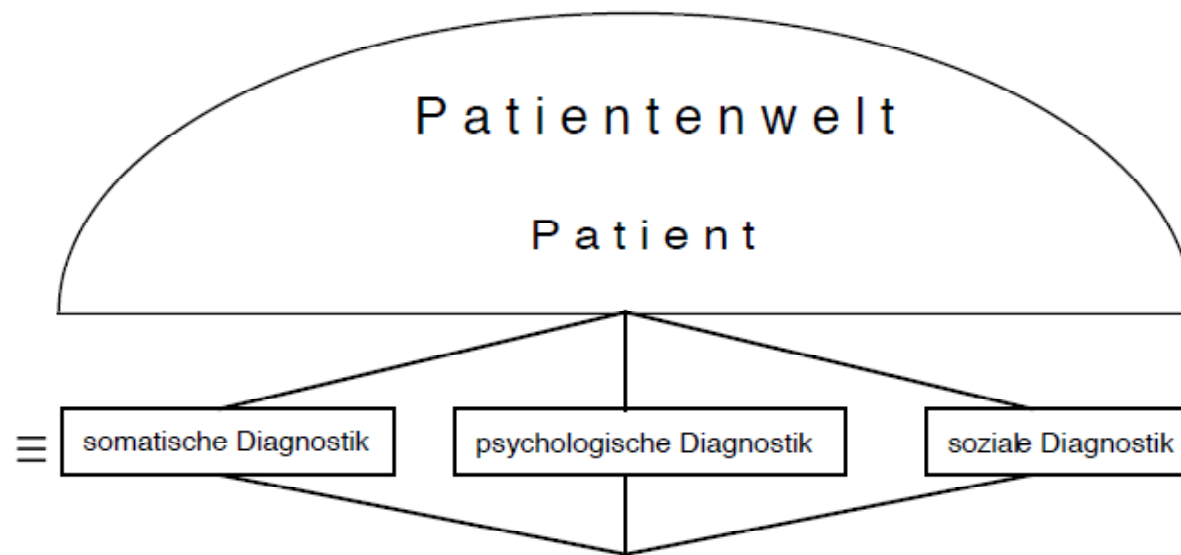 Patientenwelt
Patient
somatische Diagnostik psychologische Diagnostik soziale Diagnostik